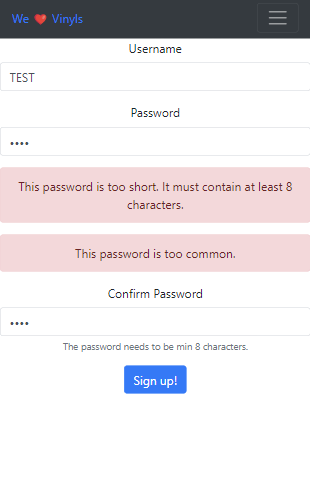 We ❤️ Vinyls
Username
TEST
Password
••••
This password is too short. It must contain at least 8
characters.
This password is too common.
Confirm Password
••••
The password needs to be min 8 characters.
Sign up!